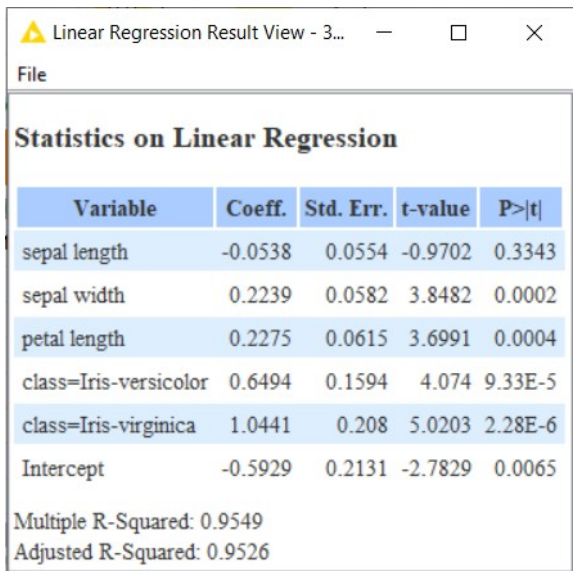 Linear Regression Result View - 3...
File
Statistics on Linear Regression
Variable Coeff. Std. Err. t-value P>|t|
sepal length -0.0538 0.0554 -0.9702 0.3343
sepal width 0.2239 0.0582 3.8482 0.0002
petal length 0.2275 0.0615 3.6991 0.0004
class=Iris-versicolor 0.6494 0.1594 4.074 9.33E-5
class=Iris-virginica 1.0441 0.208 5.0203 2.28E-6
Intercept -0.5929 0.2131 -2.7829 0.0065
Multiple R-Squared: 0.9549
Adjusted R-Squared: 0.9526